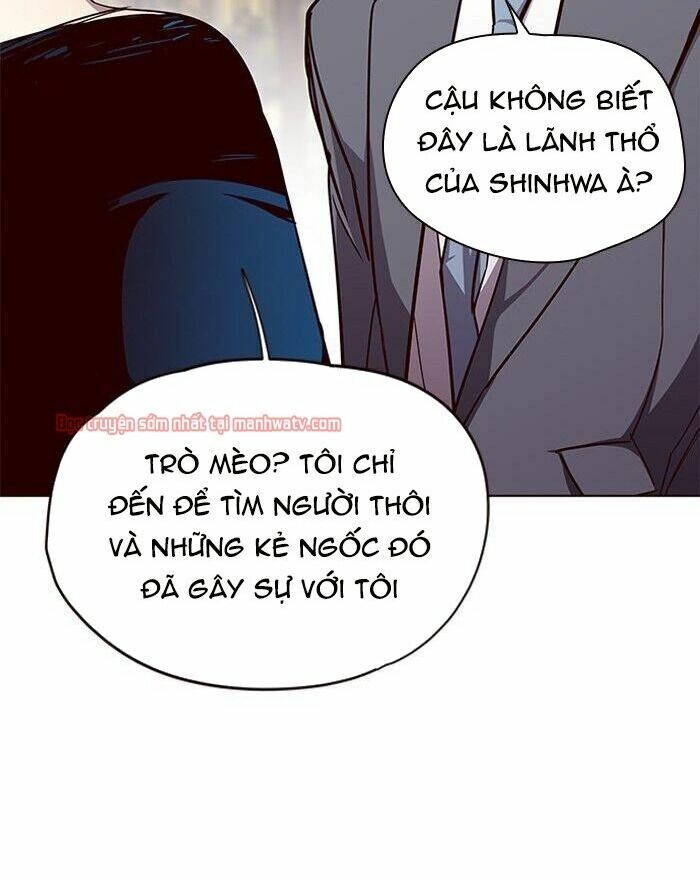 CẬU KHÔNG BIẾT
ĐÂY LÀ LÃNH THỔ
CỦA SHINHWA À?
Đọc truyện sớm nhất tại manhwatv.com
TRÒ MÈO? TÔI CHỈ
ĐẾN ĐỂ TÌM NGƯỜI THÔI
VÀ NHỮNG KẺ NGỐC ĐÓ
ĐÃ GÂY SỰ VỚI TÔI